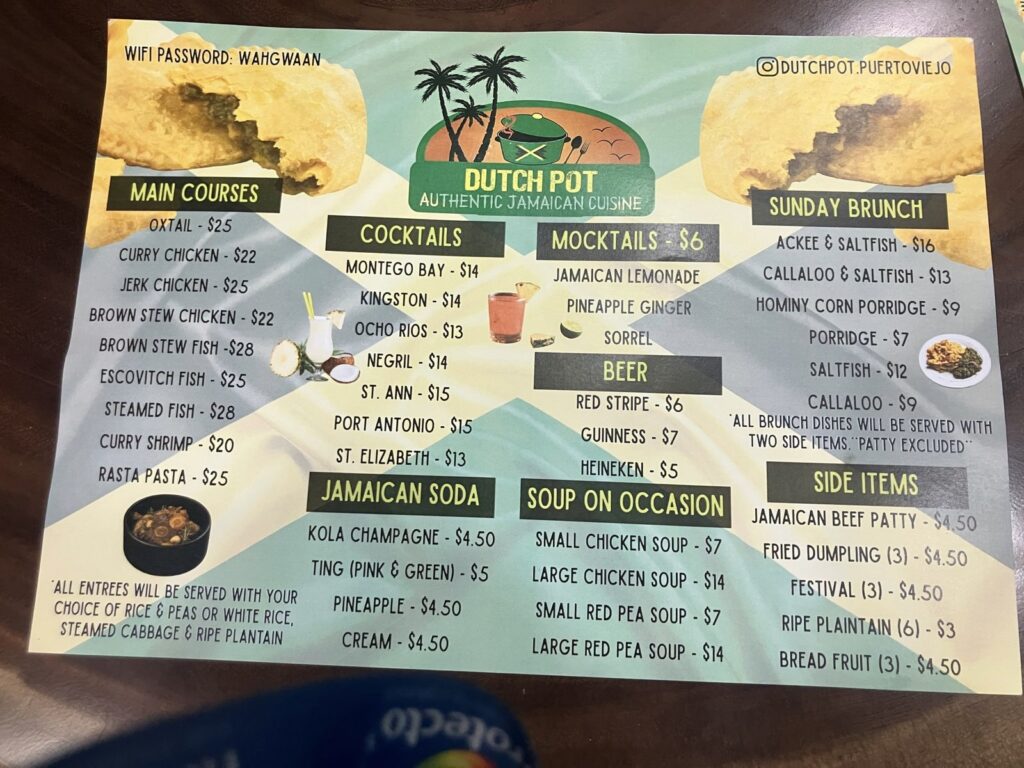 WIFI PASSWORD: WAHGWAAN
DUTCHPOT.PUERTOVIEJO
DUTCH POT
AUTHENTIC JAMAICAN CUISINE
MAIN COURSES
OXTAIL - $25
CURRY CHICKEN - $22
JERK CHICKEN - $25
BROWN STEW CHICKEN - $22
BROWN STEW FISH -$28
ESCOVITCH FISH - $25
STEAMED FISH - $28
CURRY SHRIMP - $20
RASTA PASTA - $25
*ALL ENTREES WILL BE SERVED WITH YOUR
CHOICE OF RICE & PEAS OR WHITE RICE,
STEAMED CABBAGE & RIPE PLANTAIN
COCKTAILS
MONTEGO BAY - $14
KINGSTON - $14
OCHO RIOS - $13
NEGRIL - $14
ST. ANN - $15
PORT ANTONIO - $15
ST. ELIZABETH - $13
JAMAICAN SODA
KOLA CHAMPAGNE - $4.50
TING (PINK & GREEN) - $5
PINEAPPLE - $4.50
CREAM - $4.50
MOCKTAILS - $6
JAMAICAN LEMONADE
PINEAPPLE GINGER
SORREL
BEER
RED STRIPE - $6
GUINNESS - $7
HEINEKEN - $5
SOUP ON OCCASION
SMALL CHICKEN SOUP - $7
LARGE CHICKEN SOUP - $14
SMALL RED PEA SOUP - $7
LARGE RED PEA SOUP - $14
SUNDAY BRUNCH
ACKEE & SALTFISH - $16
CALLALOO & SALTFISH - $13
HOMINY CORN PORRIDGE - $9
PORRIDGE - $7
SALTFISH - $12
CALLALOO - $9
*ALL BRUNCH DISHES WILL BE SERVED WITH
TWO SIDE ITEMS,**PATTY EXCLUDED**
SIDE ITEMS
JAMAICAN BEEF PATTY - $4.50
FRIED DUMPLING (3) - $4.50
FESTIVAL (3) - $4.50
RIPE PLAINTAIN (6) - $3
BREAD FRUIT (3) - $4.50
rotecto